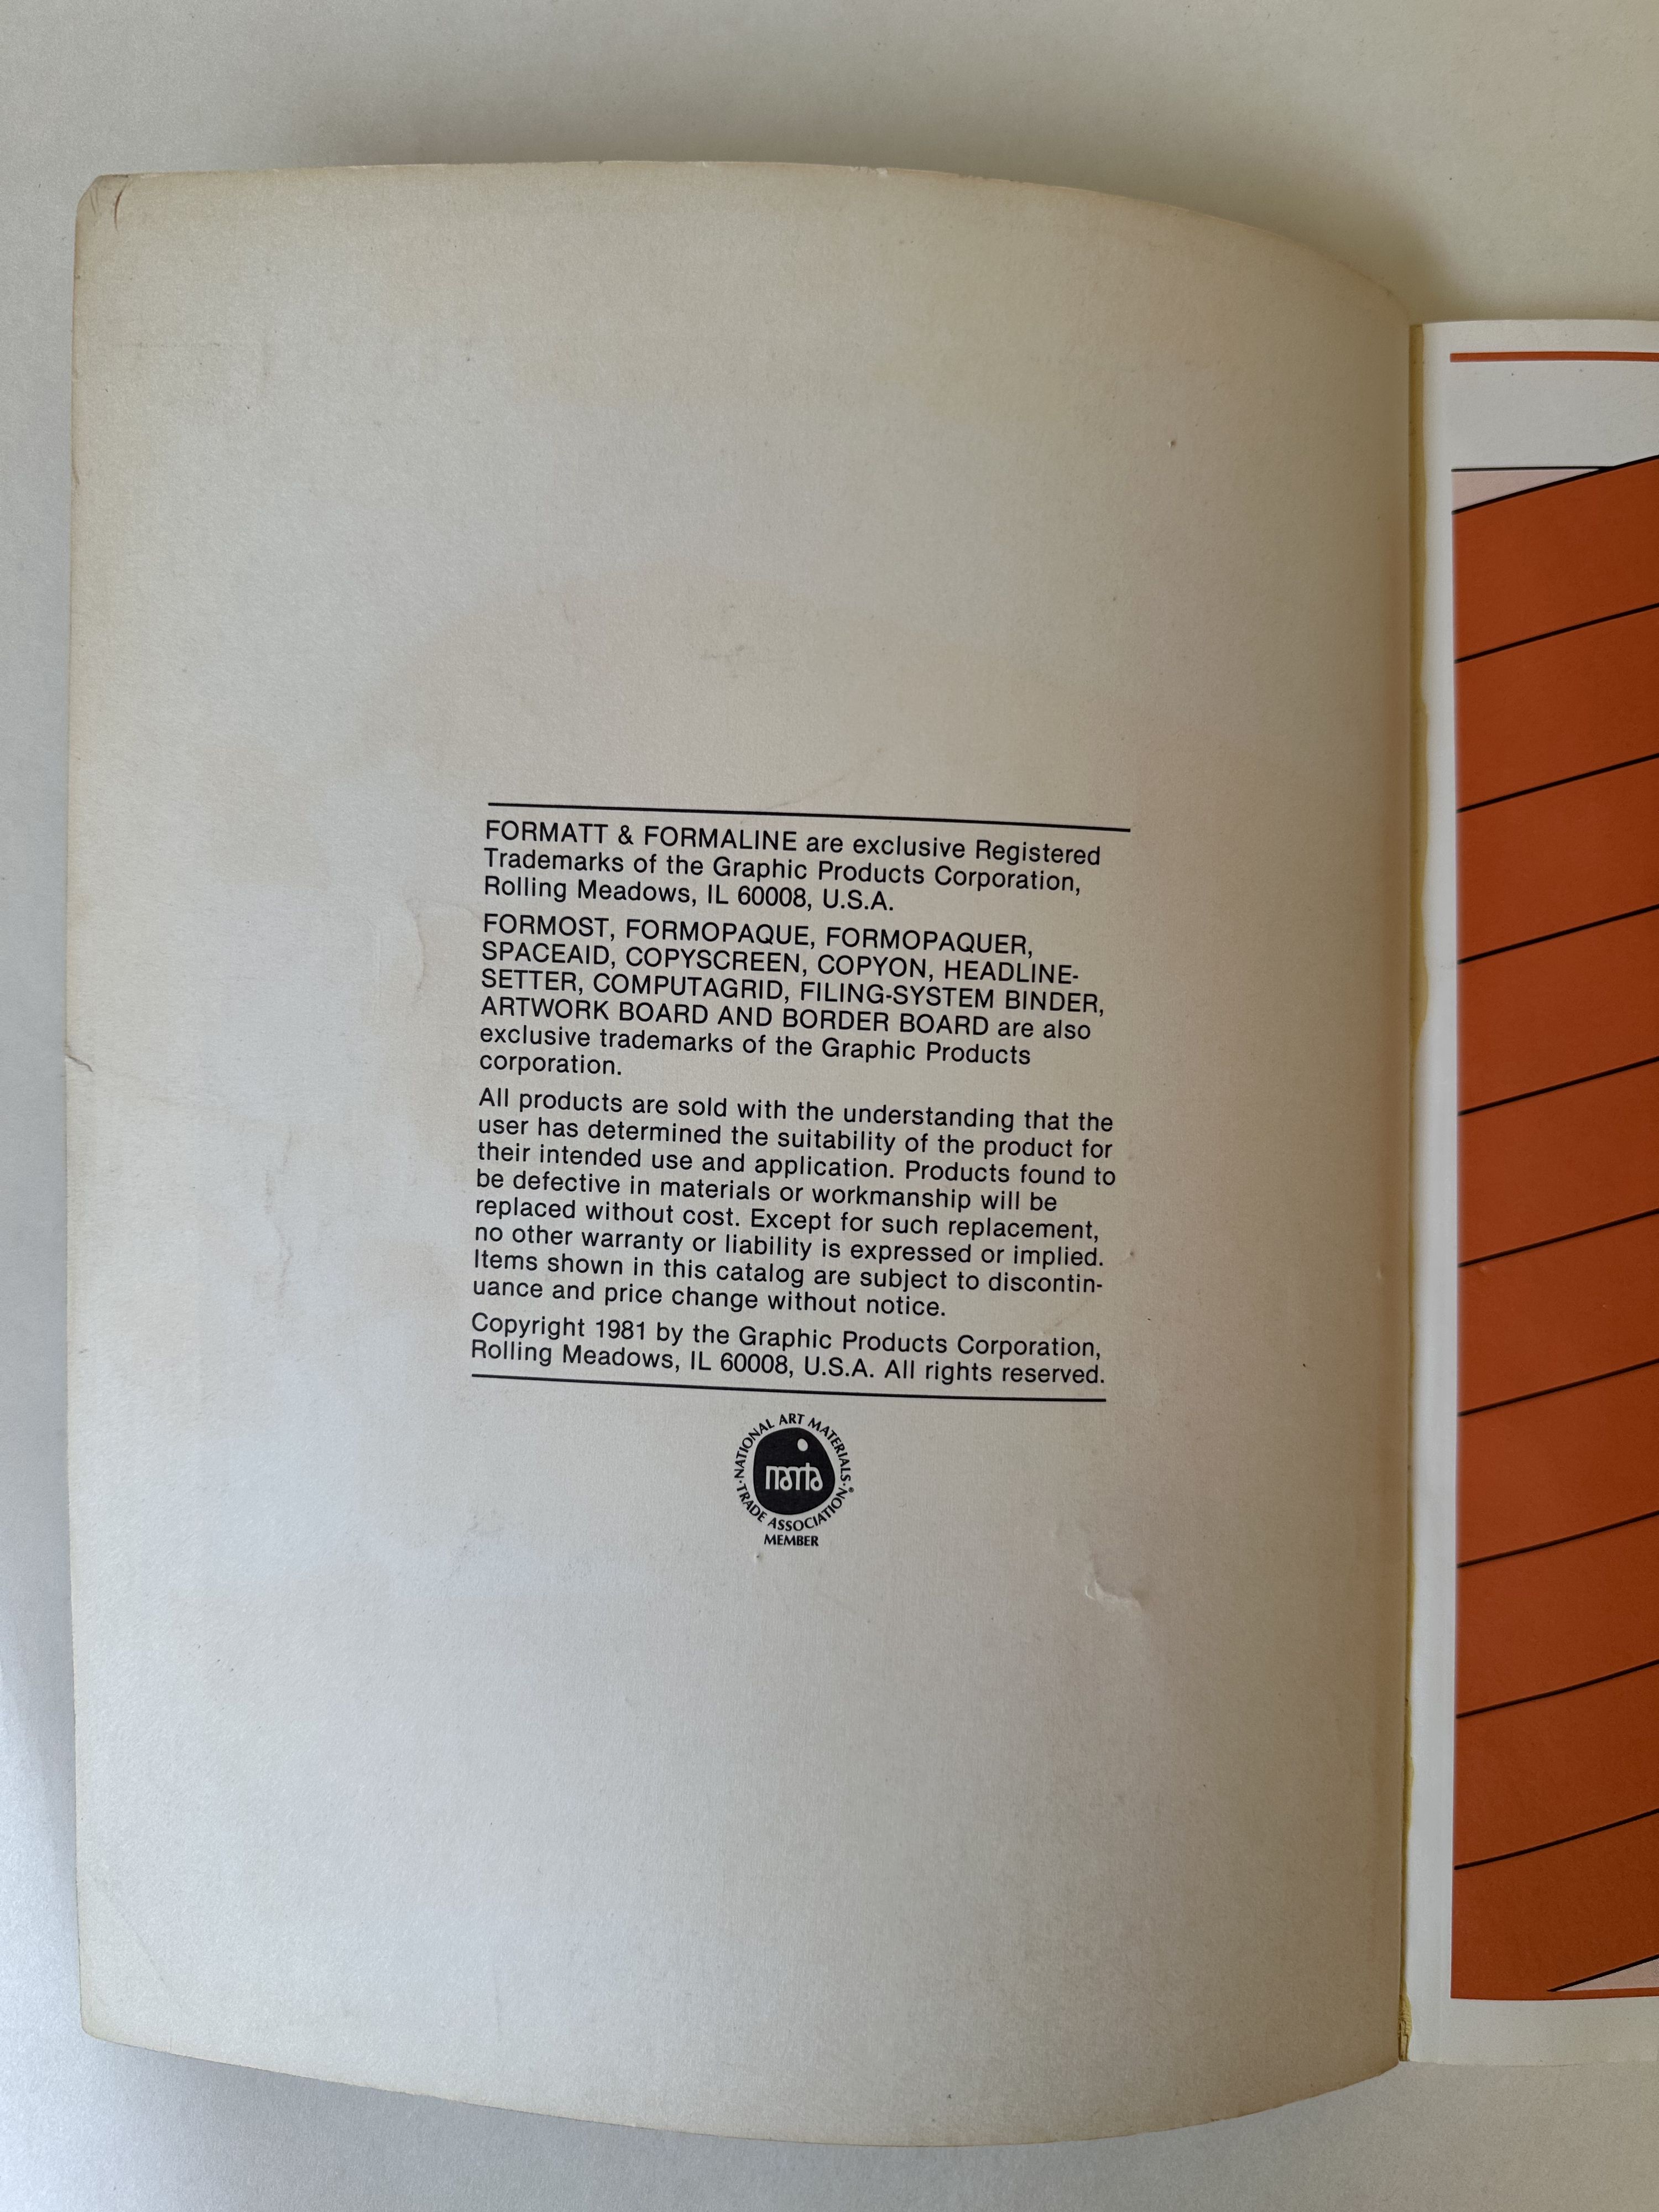 FORMATT & FORMALINE are exclusive Registered
Trademarks of the Graphic Products Corporation,
Rolling Meadows, IL 60008, U.S.A.
FORMOST, FORMOPAQUE, FORMOPAQUER,
SPACEAID, COPYSCREEN, COPYON, HEADLINE-
SETTER, COMPUTAGRID, FILING-SYSTEM BINDER,
ARTWORK BOARD AND BORDER BOARD are also
exclusive trademarks of the Graphic Products
corporation.
All products are sold with the understanding that the
user has determined the suitability of the product for
their intended use and application. Products found to
be defective in materials or workmanship will be
replaced without cost. Except for such replacement,
no other warranty or liability is expressed or implied.
Items shown in this catalog are subject to discontin-
uance and price change without notice.
Copyright 1981 by the Graphic Products Corporation,
Rolling Meadows, IL 60008, U.S.A. All rights reserved.
·NATIONAL ART MATERIALS·
TRADE ASSOCIATION
®
namta
MEMBER